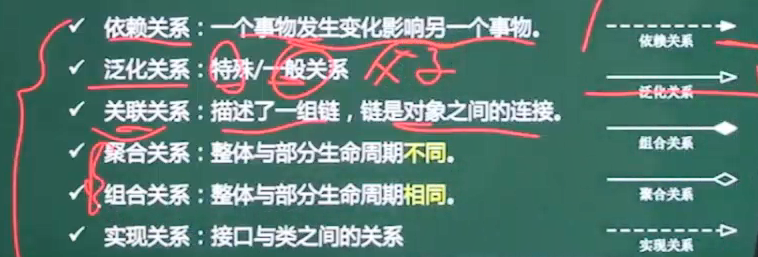 ✓ 依赖关系：一个事物发生变化影响另一个事物。
✓ 泛化关系：特殊/一般关系 父子
✓ 关联关系：描述了一组链，链是对象之间的连接。
✓ 聚合关系：整体与部分生命周期不同。
✓ 组合关系：整体与部分生命周期相同。
✓ 实现关系：接口与类之间的关系
依赖关系
泛化关系
组合关系
聚合关系
实现关系